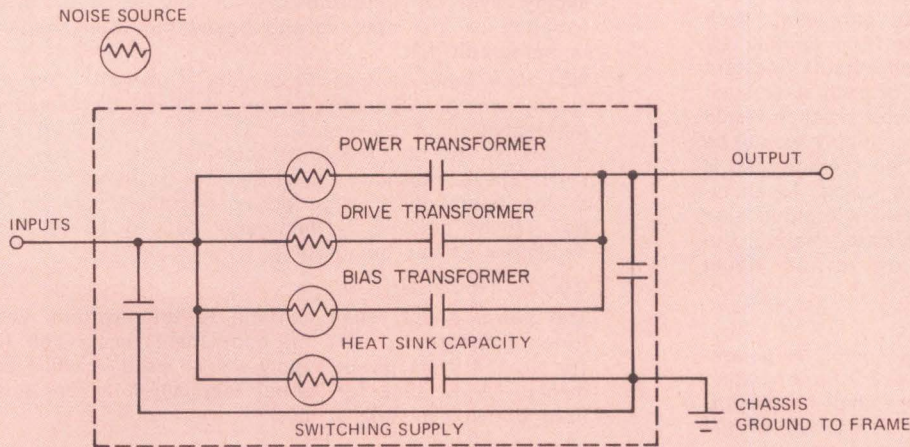 NOISE SOURCE
POWER TRANSFORMER
OUTPUT
DRIVE TRANSFORMER
INPUTS
BIAS TRANSFORMER
HEAT SINK CAPACITY
CHASSIS
GROUND TO FRAME
SWITCHING SUPPLY